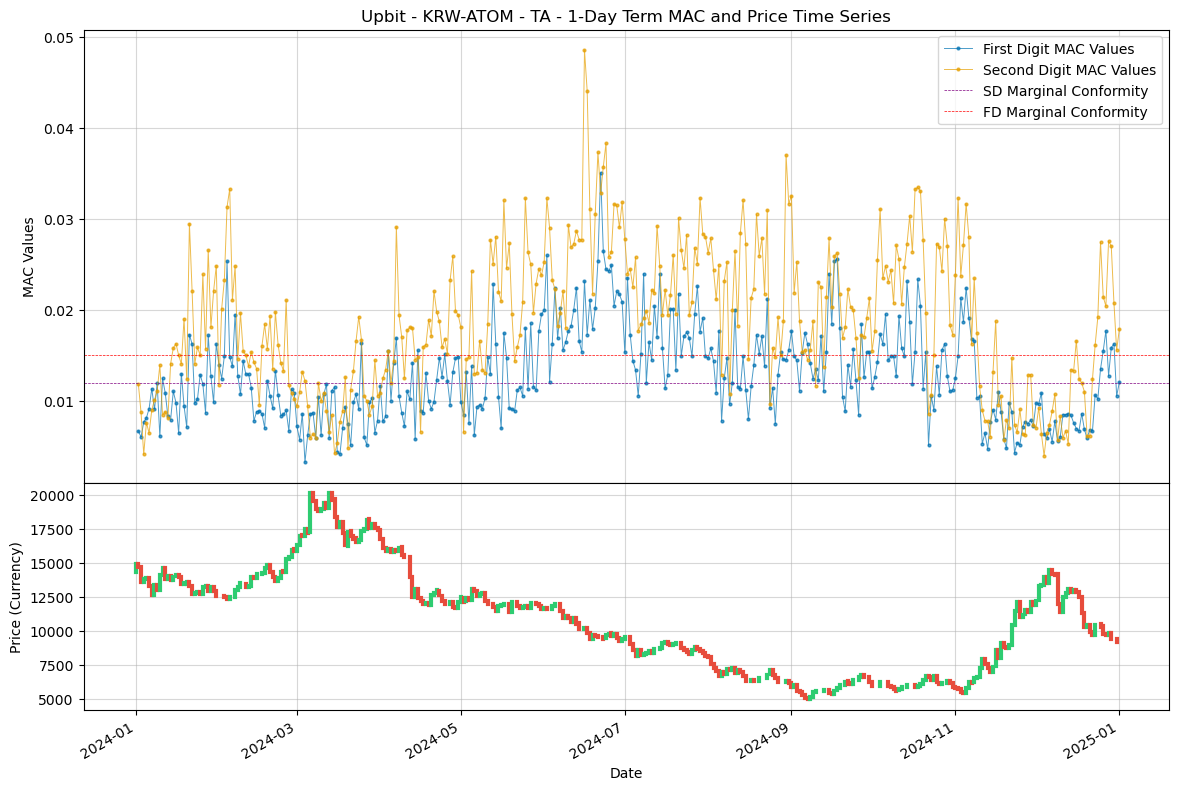 Upbit - KRW-ATOM - TA - 1-Day Term MAC and Price Time Series
First Digit MAC Values
Second Digit MAC Values
SD Marginal Conformity
FD Marginal Conformity
MAC Values
0.05
0.04
0.03
0.02
0.01
Price (Currency)
20000
17500
15000
12500
10000
7500
5000
2024-01
2024-03
2024-05
2024-07
2024-09
2024-11
2025-01
Date